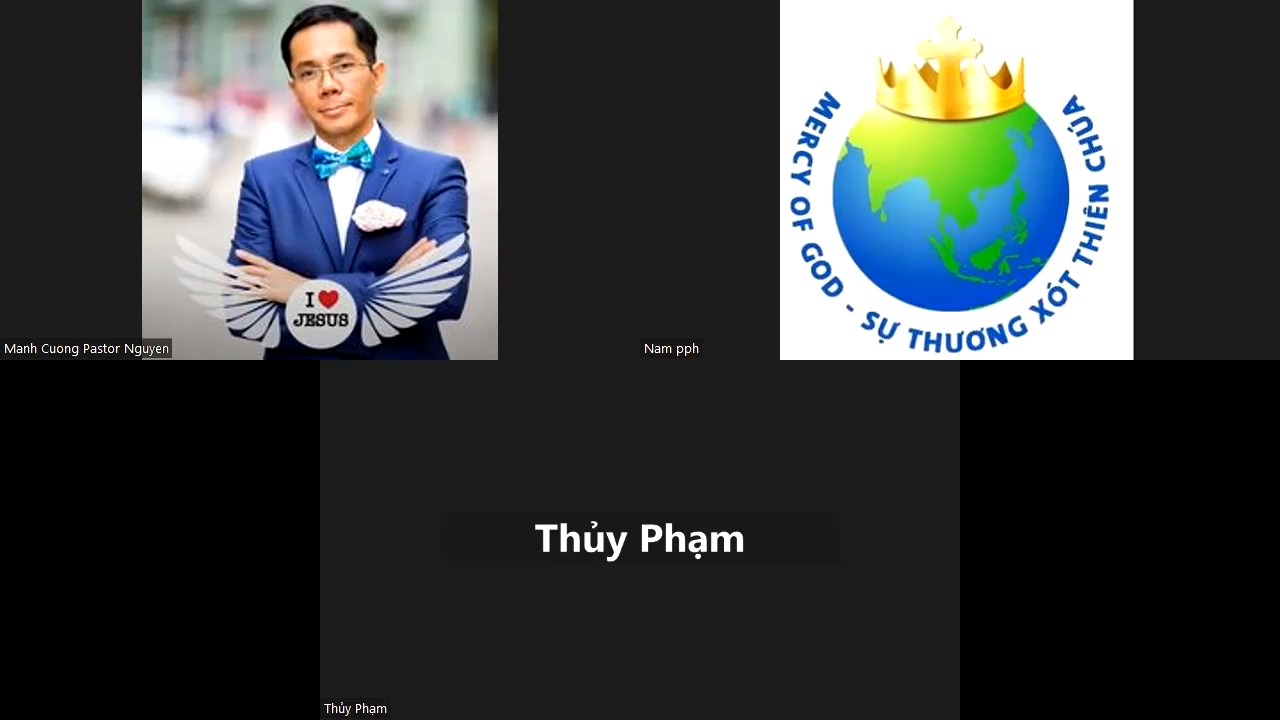 I ❤ JESUS
MERCY OF GOD - SỰ THƯƠNG XÓT THIÊN CHÚA
Manh Cuong Pastor Nguyen
Nam pph
Thủy Phạm
Thủy Phạm